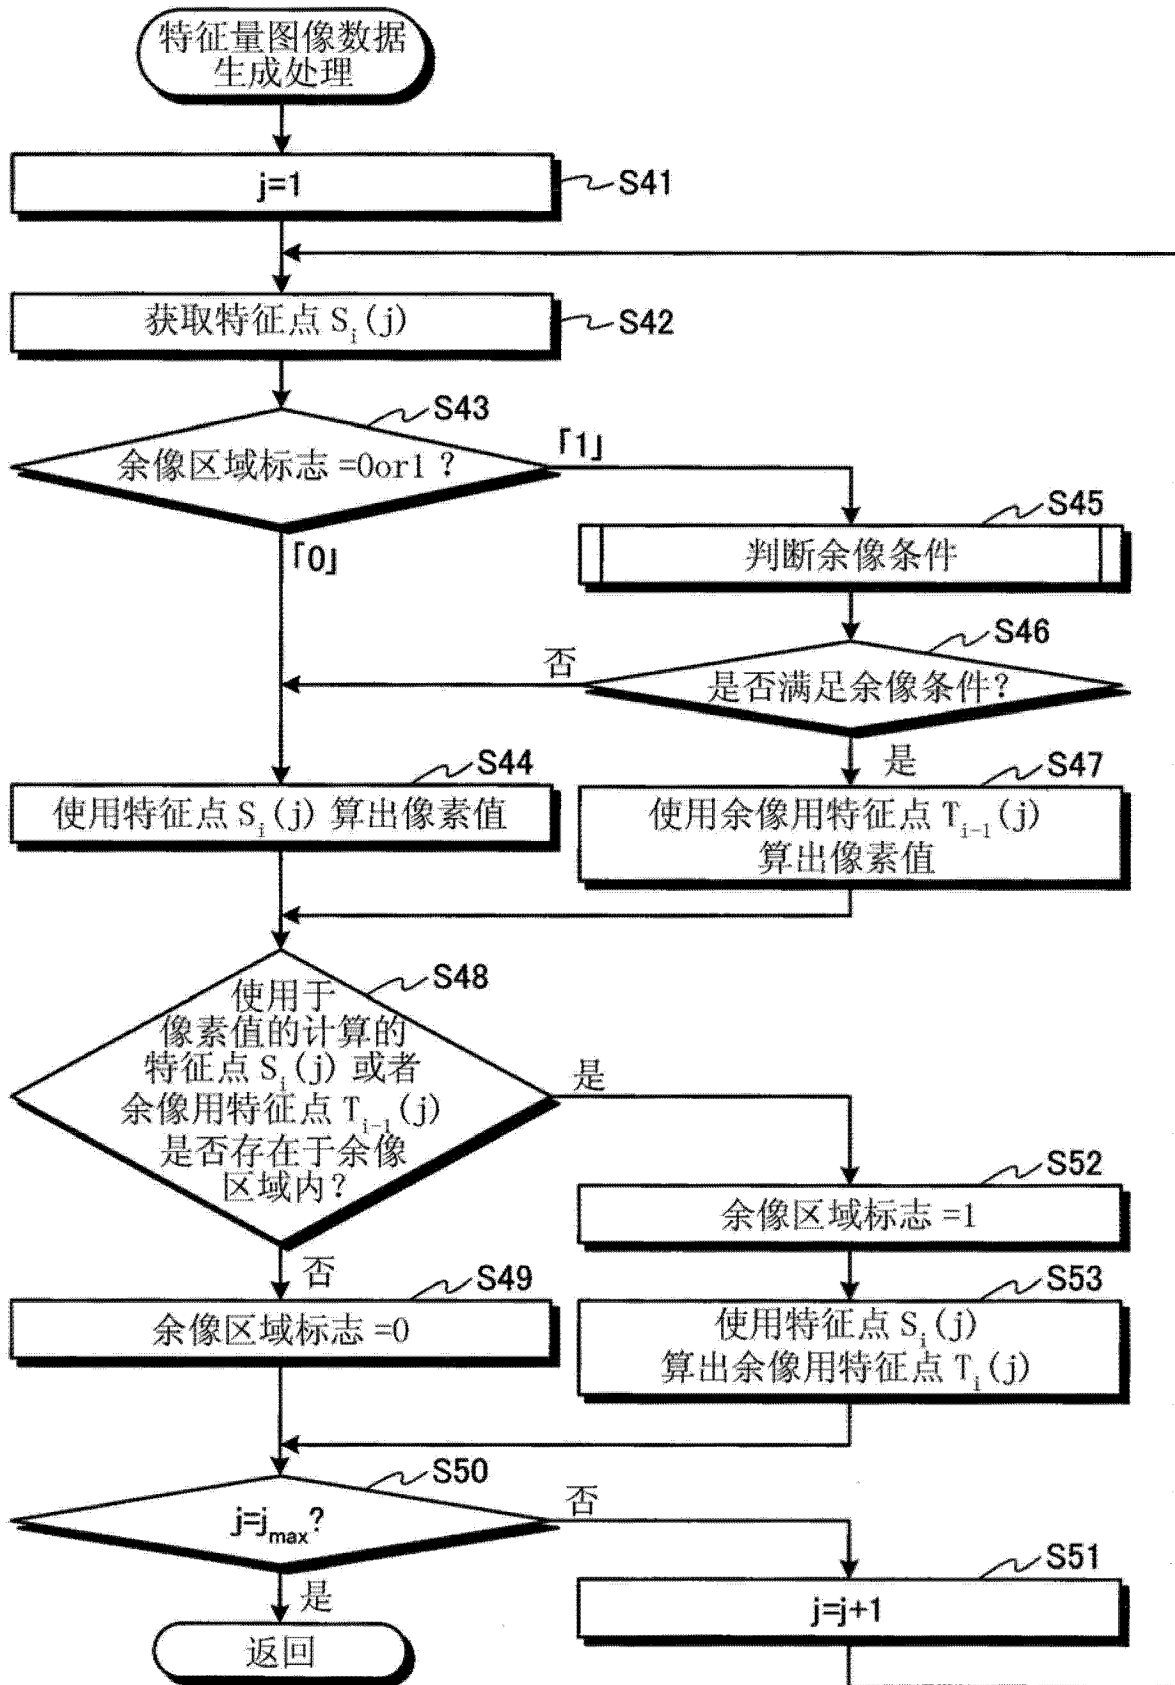 特征量图像数据
生成处理
j=1
S41
获取特征点 Si(j)
S42
S43
余像区域标志=0or1？
「1」
「0」
S45
判断余像条件
S46
否
是否满足余像条件?
是
S44
使用特征点 Si(j) 算出像素值
S47
使用余像用特征点 Ti-1(j)
算出像素值
S48
使用于
像素值的计算的
特征点 Si(j) 或者
余像用特征点 Ti-1(j)
是否存在于余像
区域内?
是
否
S52
余像区域标志=1
S49
余像区域标志=0
S53
使用特征点 Si(j)
算出余像用特征点 Ti(j)
S50
j=jmax?
否
是
S51
j=j+1
返回